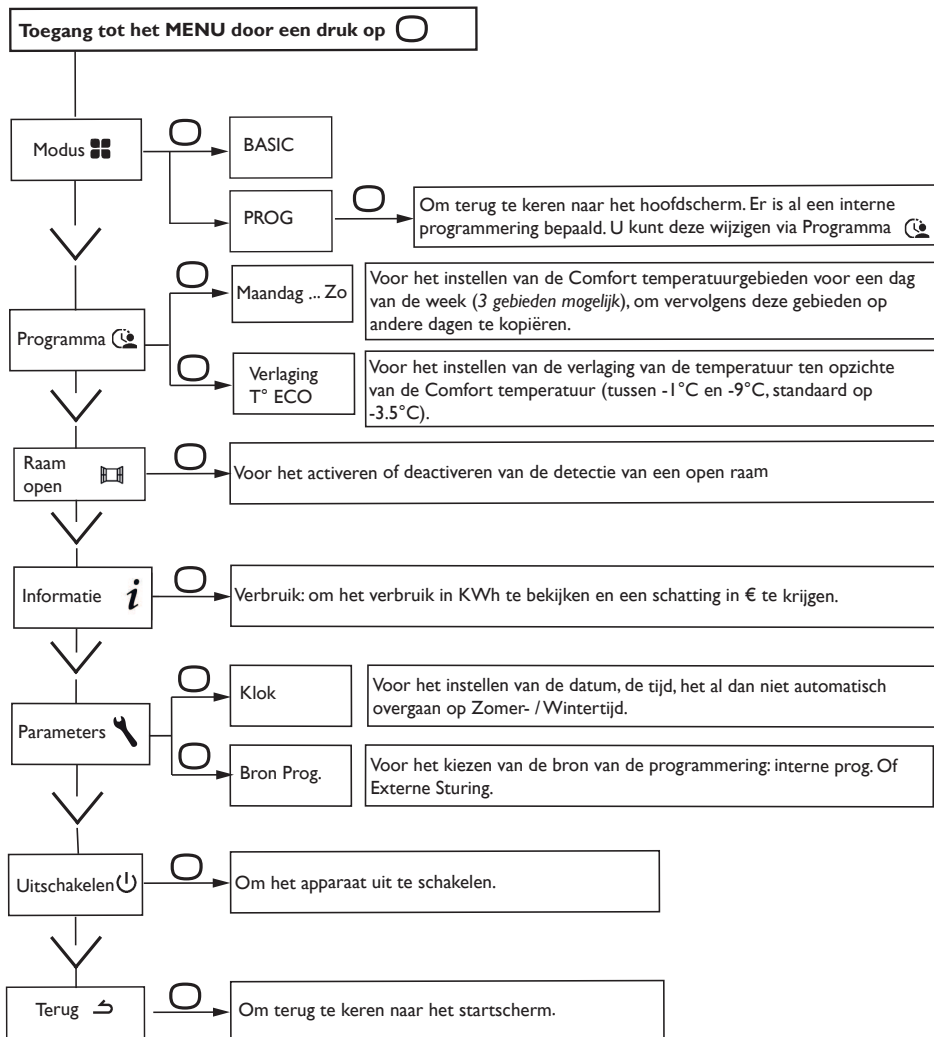 Toegang tot het MENU door een druk op
Modus
BASIC
PROG
Om terug te keren naar het hoofdscherm. Er is al een interne
programmering bepaald. U kunt deze wijzigen via Programma
Programma
Maandag ... Zo
Voor het instellen van de Comfort temperatuurgebieden voor een dag
van de week (3 gebieden mogelijk), om vervolgens deze gebieden op
andere dagen te kopiëren.
Verlaging
T° ECO
Voor het instellen van de verlaging van de temperatuur ten opzichte
van de Comfort temperatuur (tussen -1°C en -9°C, standaard op
-3.5°C).
Raam
open
Voor het activeren of deactiveren van de detectie van een open raam
Informatie i
Verbruik: om het verbruik in KWh te bekijken en een schatting in € te krijgen.
Parameters
Klok
Voor het instellen van de datum, de tijd, het al dan niet automatisch
overgaan op Zomer- / Wintertijd.
Bron Prog.
Voor het kiezen van de bron van de programmering: interne prog. Of
Externe Sturing.
Uitschakelen
Om het apparaat uit te schakelen.
Terug
Om terug te keren naar het startscherm.